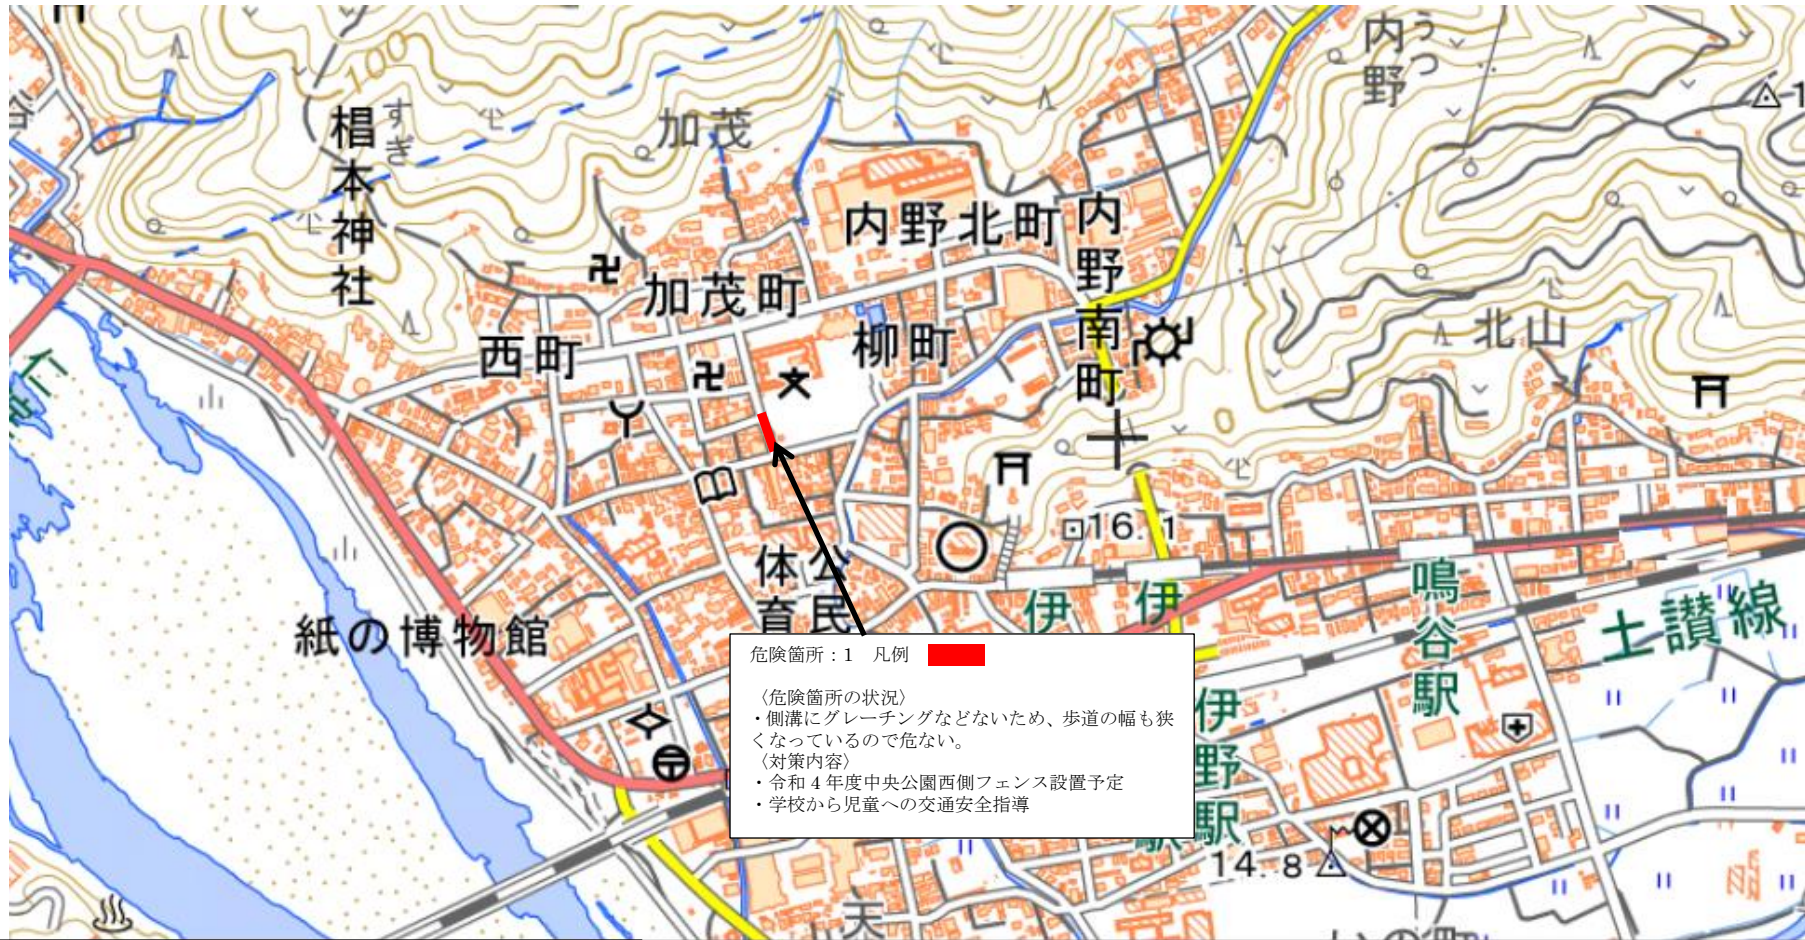 100
椙本神社
すぎ
加茂
内野
うつ
内野北町
内野南町
加茂町
西町
柳町
北山
仁
16.1
体育
公民
伊
伊
鳴谷駅
土讃線
紙の博物館
伊野駅
駅
14.8
天
危険箇所：1　凡例
〈危険箇所の状況〉
・側溝にグレーチングなどないため、歩道の幅も狭
くなっているので危ない。
〈対策内容〉
・令和４年度中央公園西側フェンス設置予定
・学校から児童への交通安全指導